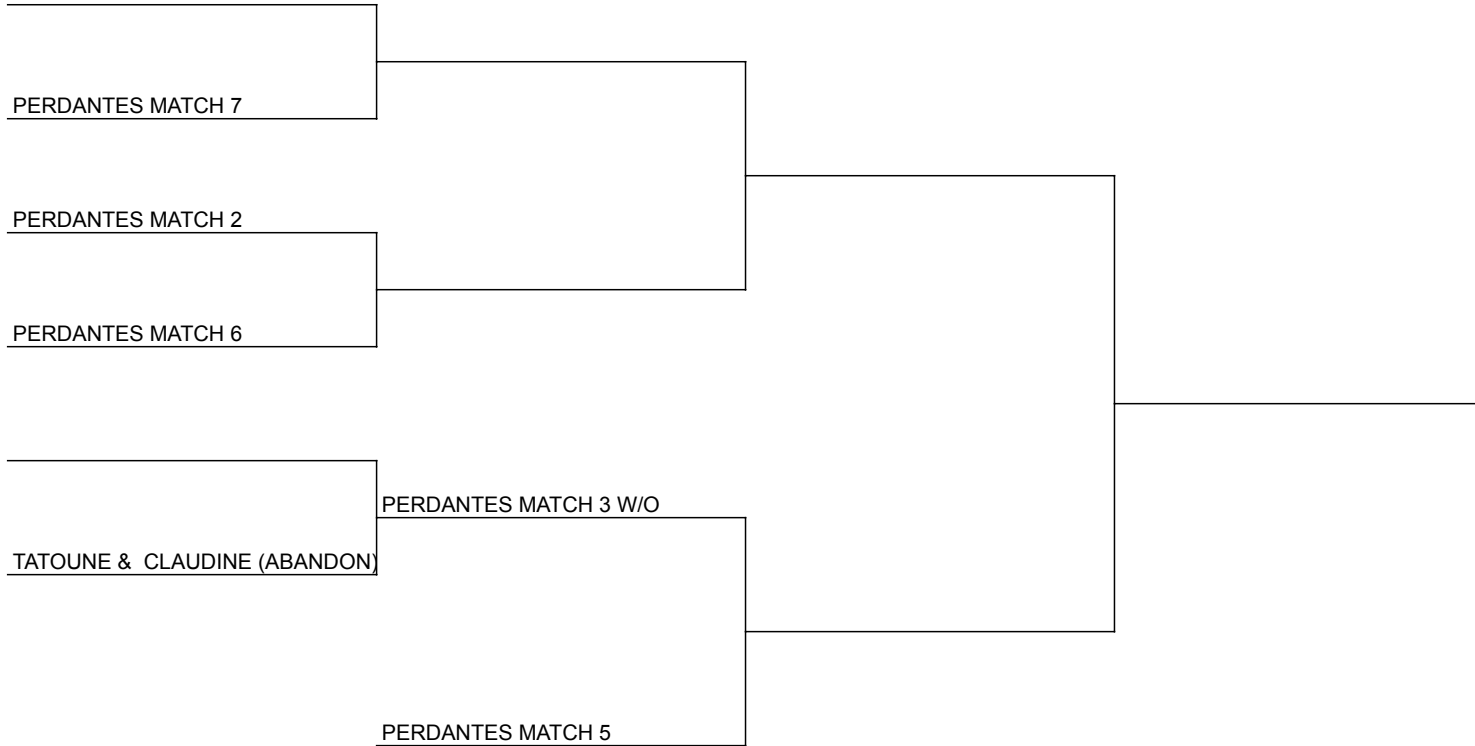 PERDANTES MATCH 7
PERDANTES MATCH 2
PERDANTES MATCH 6
PERDANTES MATCH 3 W/O
TATOUNE & CLAUDINE (ABANDON)
PERDANTES MATCH 5